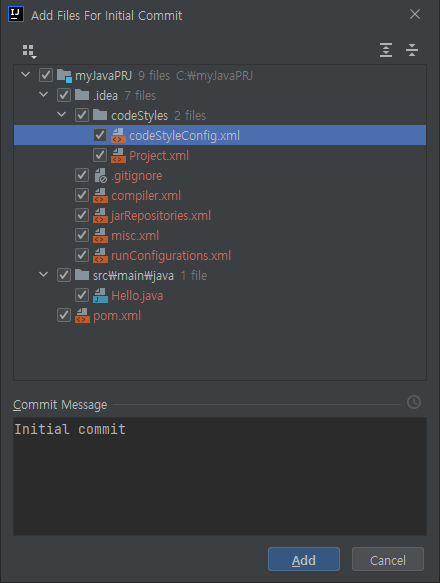 Add Files For Initial Commit
myJavaPRJ 9 files C:₩myJavaPRJ
.idea 7 files
codeStyles 2 files
codeStyleConfig.xml
Project.xml
.gitignore
compiler.xml
jarRepositories.xml
misc.xml
runConfigurations.xml
src₩main₩java 1 file
Hello.java
pom.xml
Commit Message
Initial commit
Add Cancel